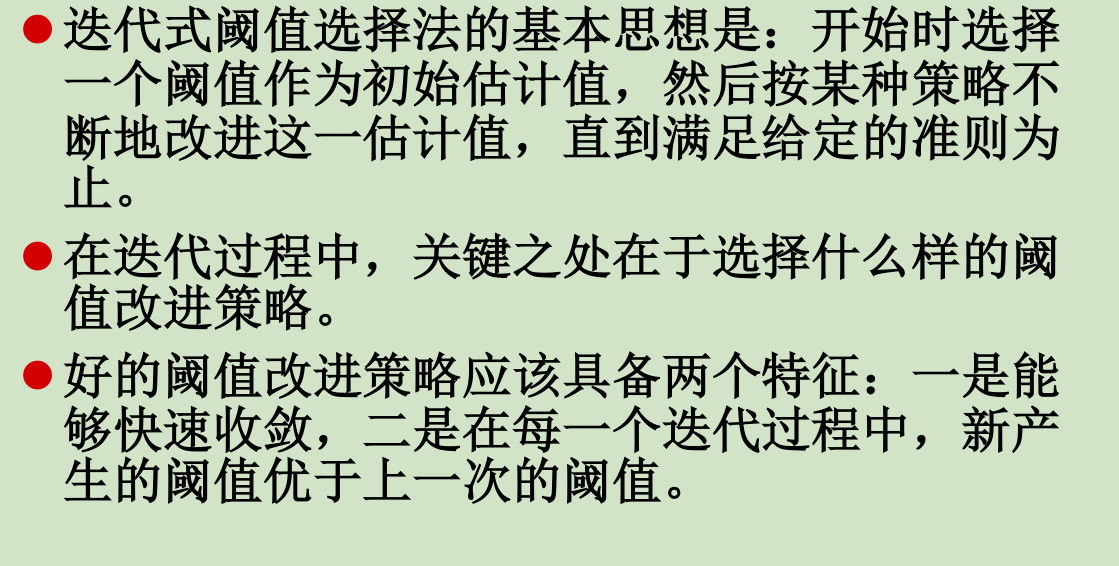 ●迭代式阈值选择法的基本思想是：开始时选择
一个阈值作为初始估计值，然后按某种策略不
断地改进这一估计值，直到满足给定的准则为
止。
●在迭代过程中，关键之处在于选择什么样的阈
值改进策略。
●好的阈值改进策略应该具备两个特征：一是能
够快速收敛，二是在每一个迭代过程中，新产
生的阈值优于上一次的阈值。